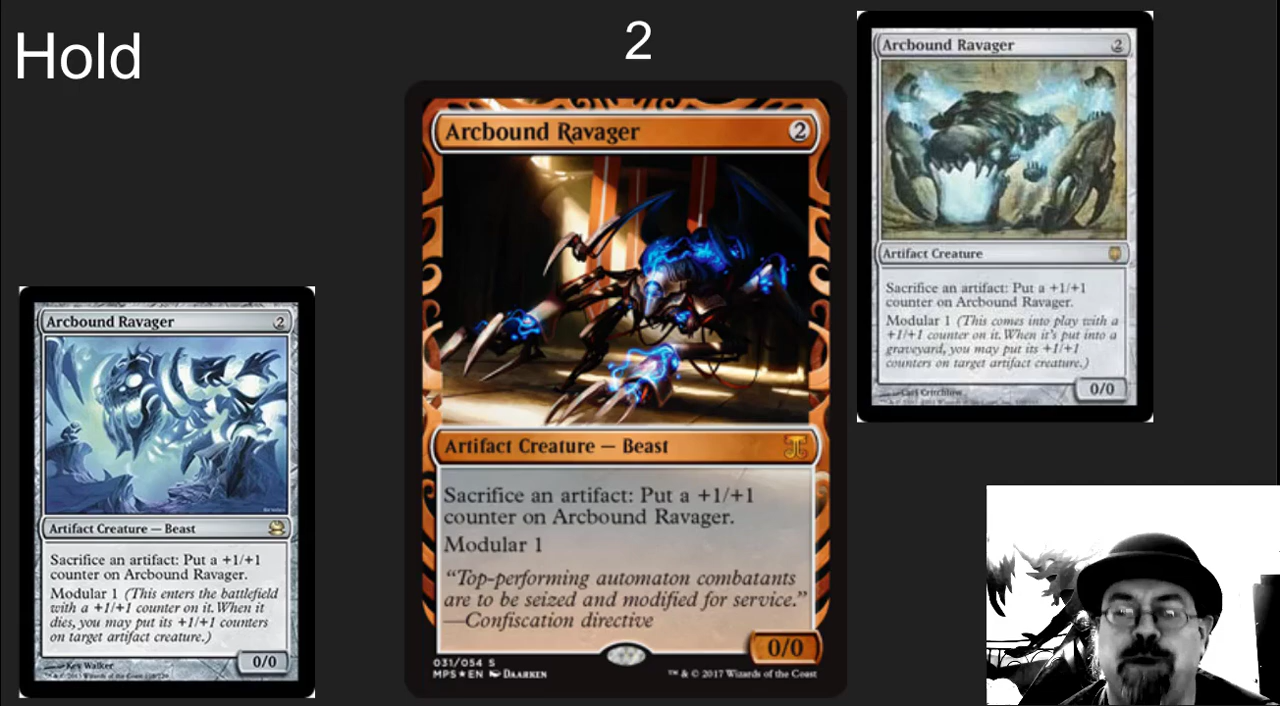 Hold
2
Arcbound Ravager 2
Artifact Creature — Beast
Sacrifice an artifact: Put a +1/+1
counter on Arcbound Ravager.
Modular 1 (This enters the battlefield
with a +1/+1 counter on it. When it
dies, you may put its +1/+1 counters
on target artifact creature.)
0/0
Kev Walker
Arcbound Ravager 2
Artifact Creature — Beast
Sacrifice an artifact: Put a +1/+1
counter on Arcbound Ravager.
Modular 1
“Top-performing automaton combatants
are to be seized and modified for service.”
—Confiscation directive
0/0
031/054 S
MPS★EN Daarken
™ & © 2017 Wizards of the Coast
Arcbound Ravager 2
Artifact Creature
Sacrifice an artifact: Put a +1/+1
counter on Arcbound Ravager.
Modular 1 (This comes into play with a
+1/+1 counter on it. When it's put into a
graveyard, you may put its +1/+1
counters on target artifact creature.)
0/0
Carl Critchlow